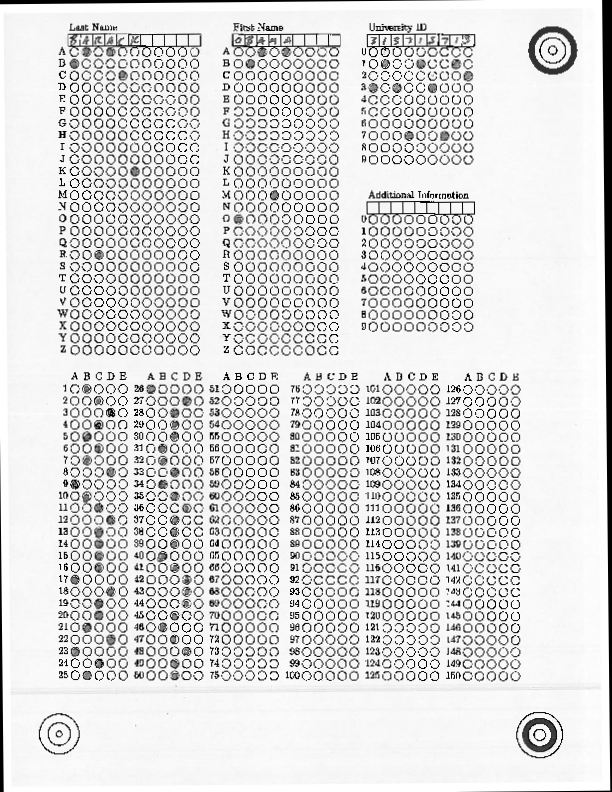 Last Name First Name University ID
BARACK OBAMA 313715713
A A 0
B B 1
C C 2
D D 3
E E 4
F F 5
G G 6
H H 7
I I 8
J J 9
K K
L L
M M Additional Information
N N
O O 0
P P 1
Q Q 2
R R 3
S S 4
T T 5
U U 6
V V 7
W W 8
X X 9
Y Y
Z Z
A B C D E A B C D E A B C D E A B C D E A B C D E A B C D E
1 26 51 76 101 126
2 27 52 77 102 127
3 28 53 78 103 128
4 29 54 79 104 129
5 30 55 80 105 130
6 31 56 81 106 131
7 32 57 82 107 132
8 33 58 83 108 133
9 34 59 84 109 134
10 35 60 85 110 135
11 36 61 86 111 136
12 37 62 87 112 137
13 38 63 88 113 138
14 39 64 89 114 139
15 40 65 90 115 140
16 41 66 91 116 141
17 42 67 92 117 142
18 43 68 93 118 143
19 44 69 94 119 144
20 45 70 95 120 145
21 46 71 96 121 146
22 47 72 97 122 147
23 48 73 98 123 148
24 49 74 99 124 149
25 50 75 100 125 150